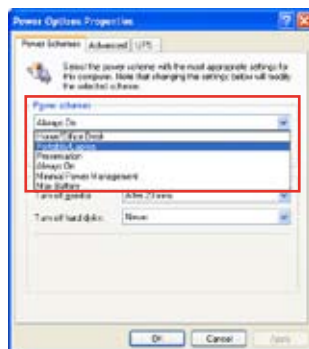 Power Options Properties
Power Schemes Advanced UPS
Select the power scheme with the most appropriate settings for
this computer. Note that changing the settings below will modify
the selected scheme.
Power schemes
Always On
Home/Office Desk
Portable/Laptop
Presentation
Always On
Minimal Power Management
Max Battery
Turn off monitor: After 20 mins
Turn off hard disks: Never
OK Cancel Apply